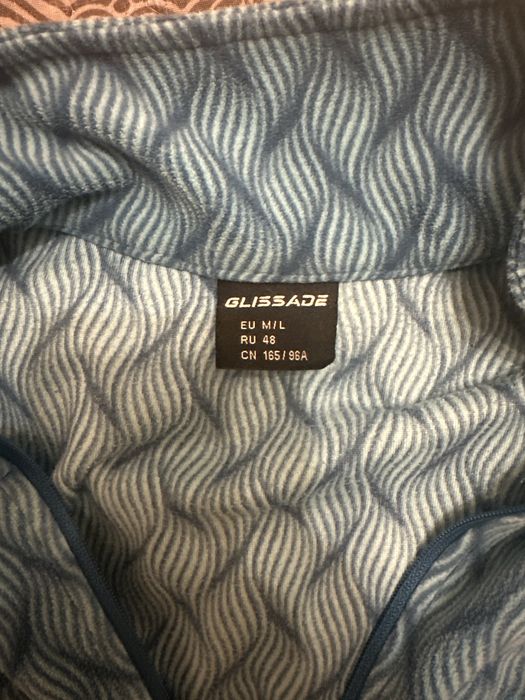 GLISSADE
EU M/L
RU 48
CN 165/96A